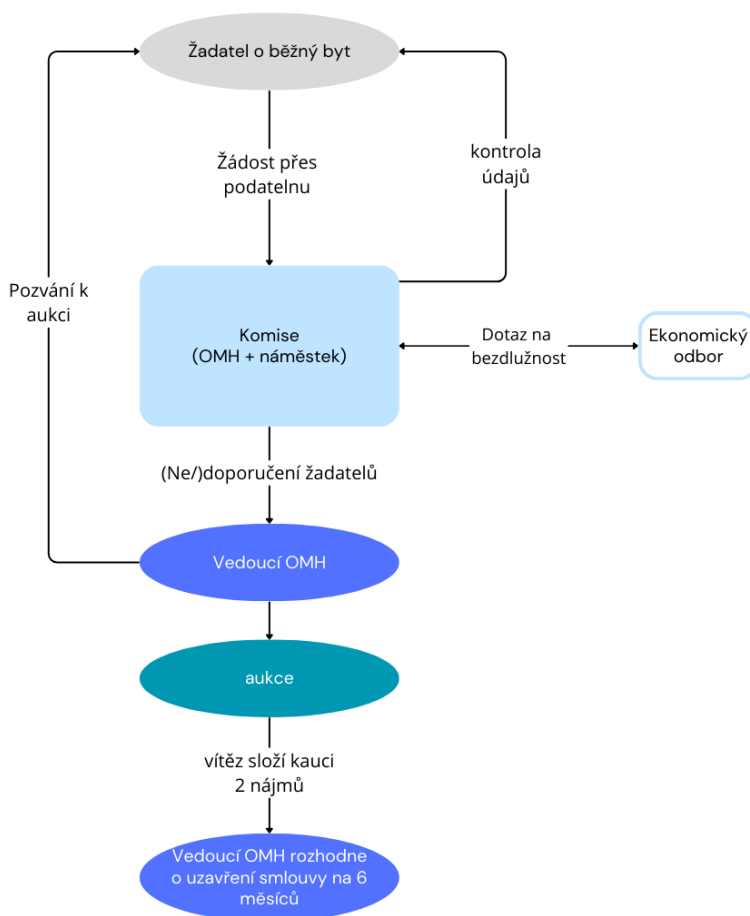 Žadatel o běžný byt
Žádost přes
podatelnu
kontrola
údajů
Pozvání k
aukci
Komise
(OMH + náměstek)
Dotaz na
bezdlužnost
Ekonomický
odbor
(Ne/)doporučení žadatelů
Vedoucí OMH
aukce
vítěz složí kauci
2 nájmů
Vedoucí OMH rozhodne
o uzavření smlouvy na 6
měsíců